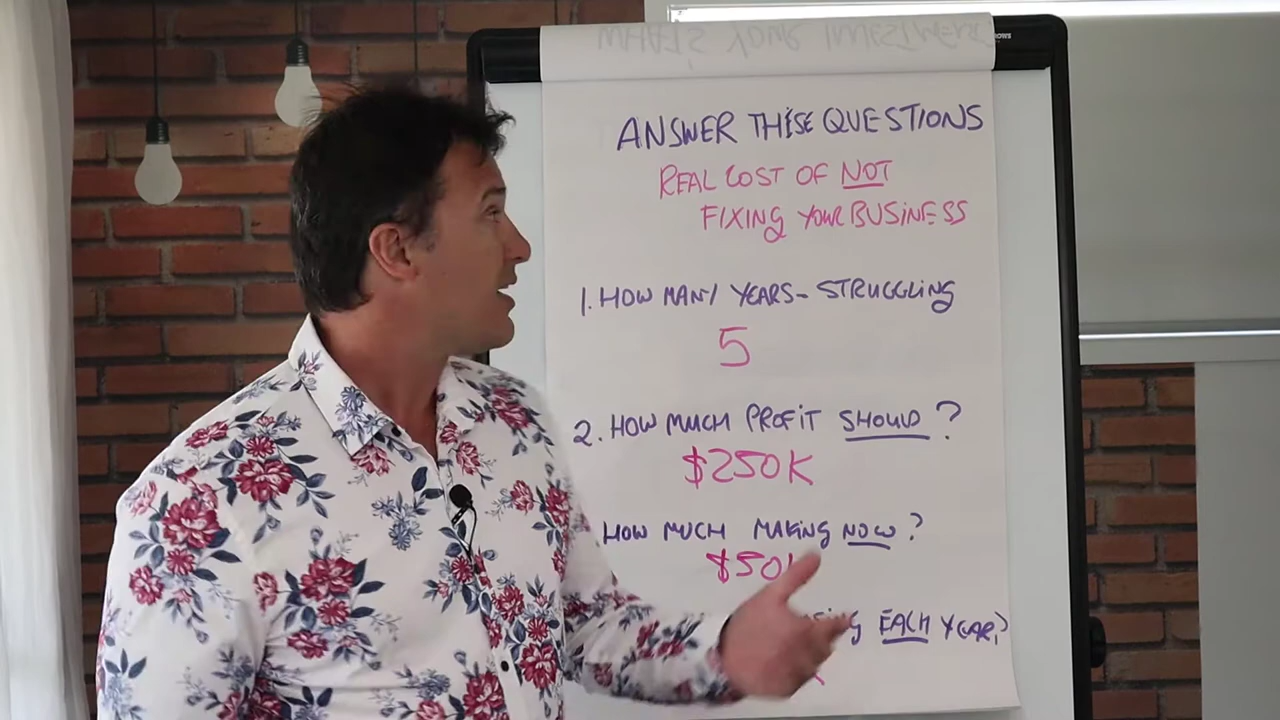 ANSWER THESE QUESTIONS
REAL COST OF NOT
FIXING YOUR BUSINESS
1. HOW MANY YEARS - STRUGGLING
5
2. HOW MUCH PROFIT SHOULD?
$250K
HOW MUCH MAKING NOW?
$50K
EACH YEAR?